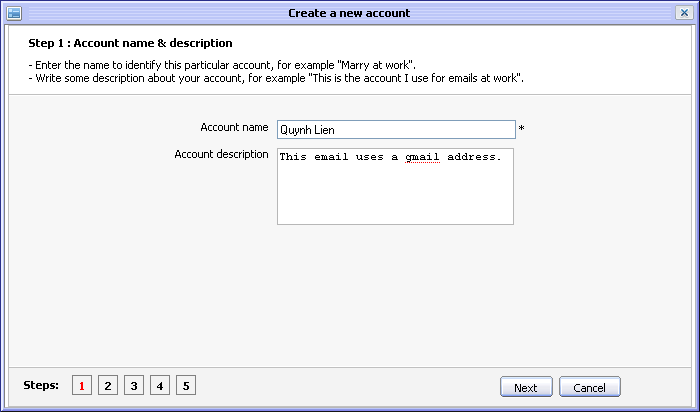 Create a new account
Step 1 : Account name & description
- Enter the name to identify this particular account, for example "Marry at work".
- Write some description about your account, for example "This is the account I use for emails at work".
Account name Quynh Lien *
Account description This email uses a gmail address.
Steps: 1 2 3 4 5 Next Cancel